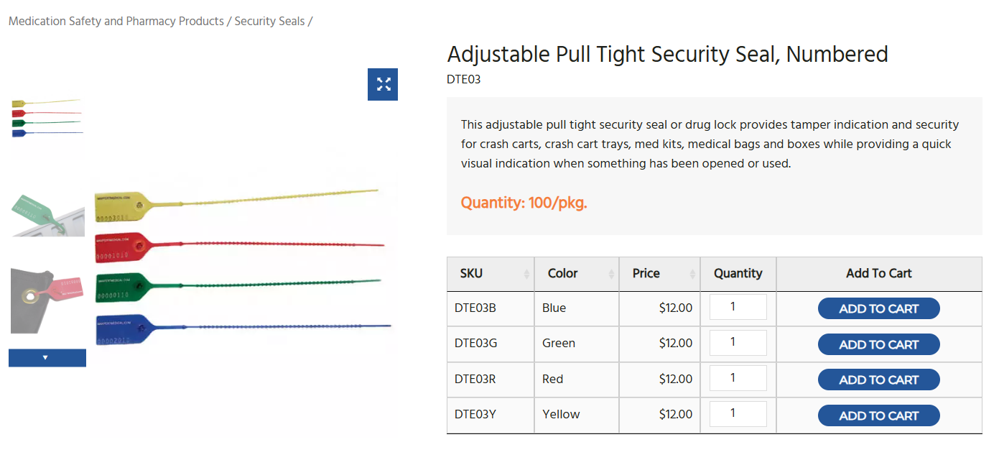 Medication Safety and Pharmacy Products / Security Seals /
Adjustable Pull Tight Security Seal, Numbered
DTE03
This adjustable pull tight security seal or drug lock provides tamper indication and security
for crash carts, crash cart trays, med kits, medical bags and boxes while providing a quick
visual indication when something has been opened or used.
Quantity: 100/pkg.
SKU Color Price Quantity Add To Cart
DTE03B Blue $12.00 1 ADD TO CART
DTE03G Green $12.00 1 ADD TO CART
DTE03R Red $12.00 1 ADD TO CART
DTE03Y Yellow $12.00 1 ADD TO CART
00003010
00001010
00000110
00002010